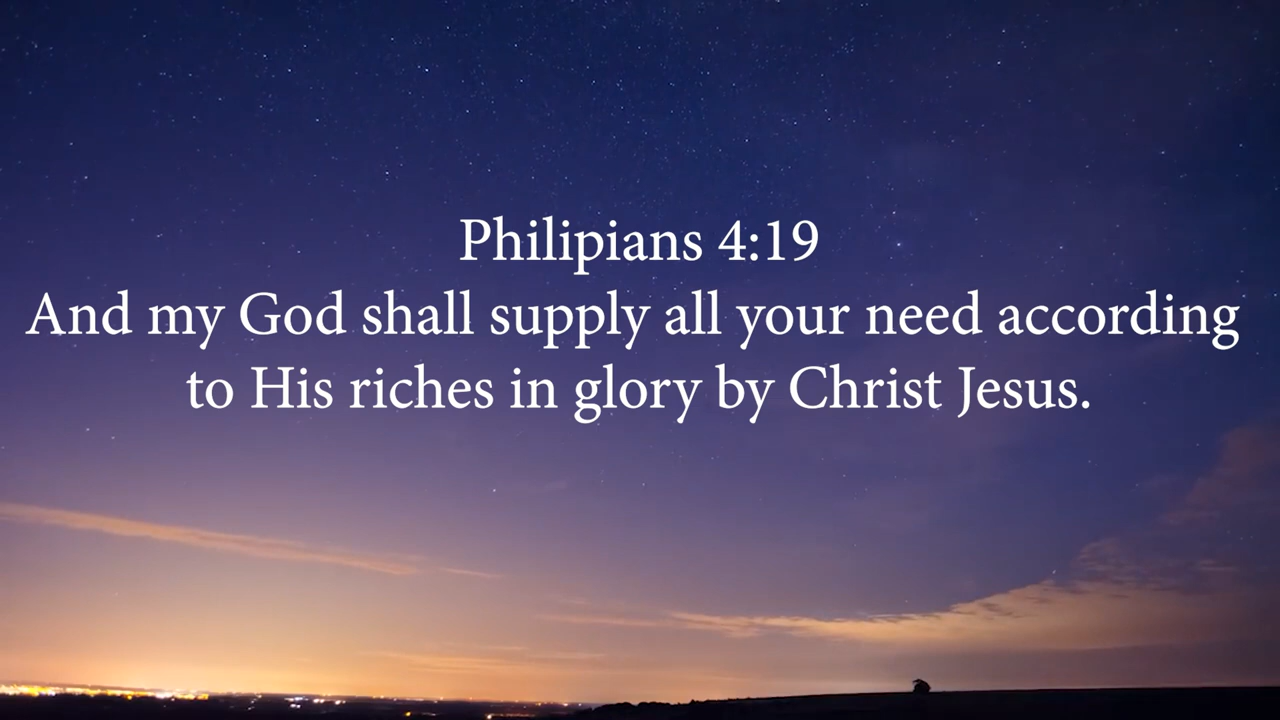 Philipians 4:19
And my God shall supply all your need according
to His riches in glory by Christ Jesus.